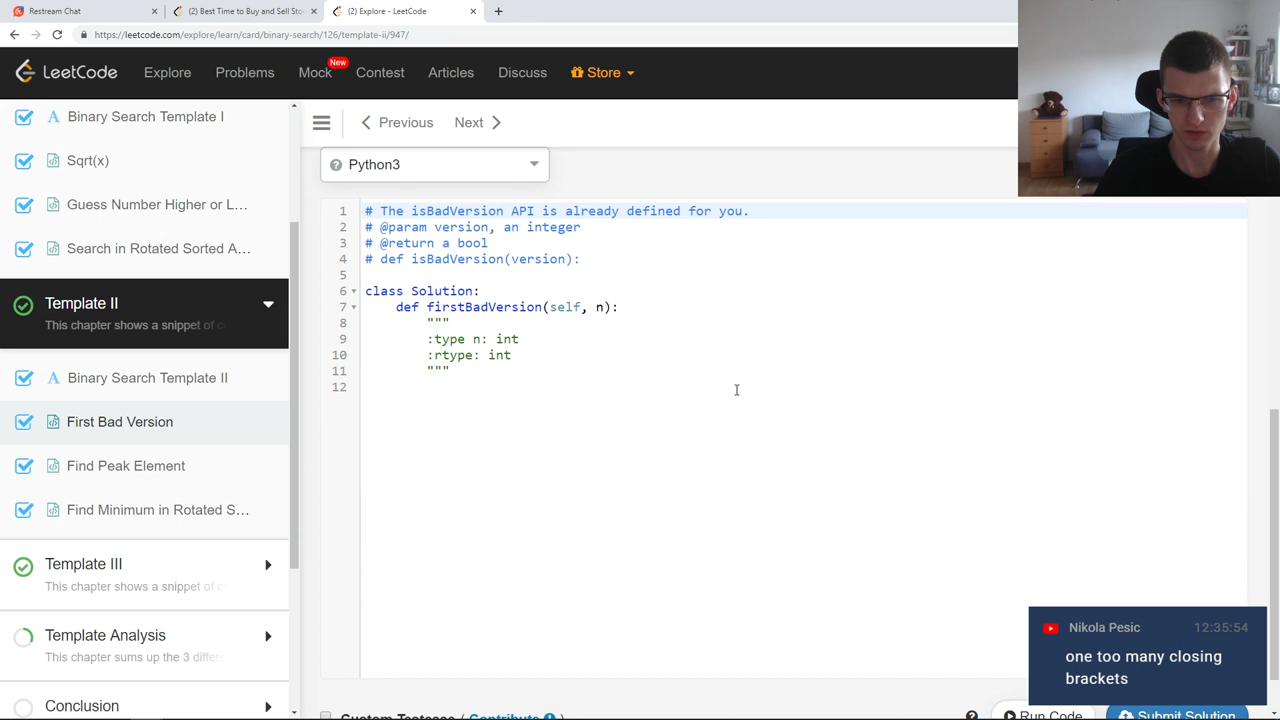 Restream Chat
(2) Best Time to Buy and Sell Sto
(2) Explore - LeetCode
https://leetcode.com/explore/learn/card/binary-search/126/template-ii/947/
LeetCode
Explore
Problems
Mock
New
Contest
Articles
Discuss
Store
Binary Search Template I
Sqrt(x)
Guess Number Higher or L...
Search in Rotated Sorted A...
Template II
This chapter shows a snippet of c
Binary Search Template II
First Bad Version
Find Peak Element
Find Minimum in Rotated S...
Template III
This chapter shows a snippet of c
Template Analysis
This chapter sums up the 3 differe
Conclusion
Previous
Next
Python3
1 # The isBadVersion API is already defined for you.
2 # @param version, an integer
3 # @return a bool
4 # def isBadVersion(version):
5
6 class Solution:
7 def firstBadVersion(self, n):
8 """
9 :type n: int
10 :rtype: int
11 """
12
Nikola Pesic 12:35:54
one too many closing
brackets
Custom Testcase ( Contribute )
Run Code
Submit Solution